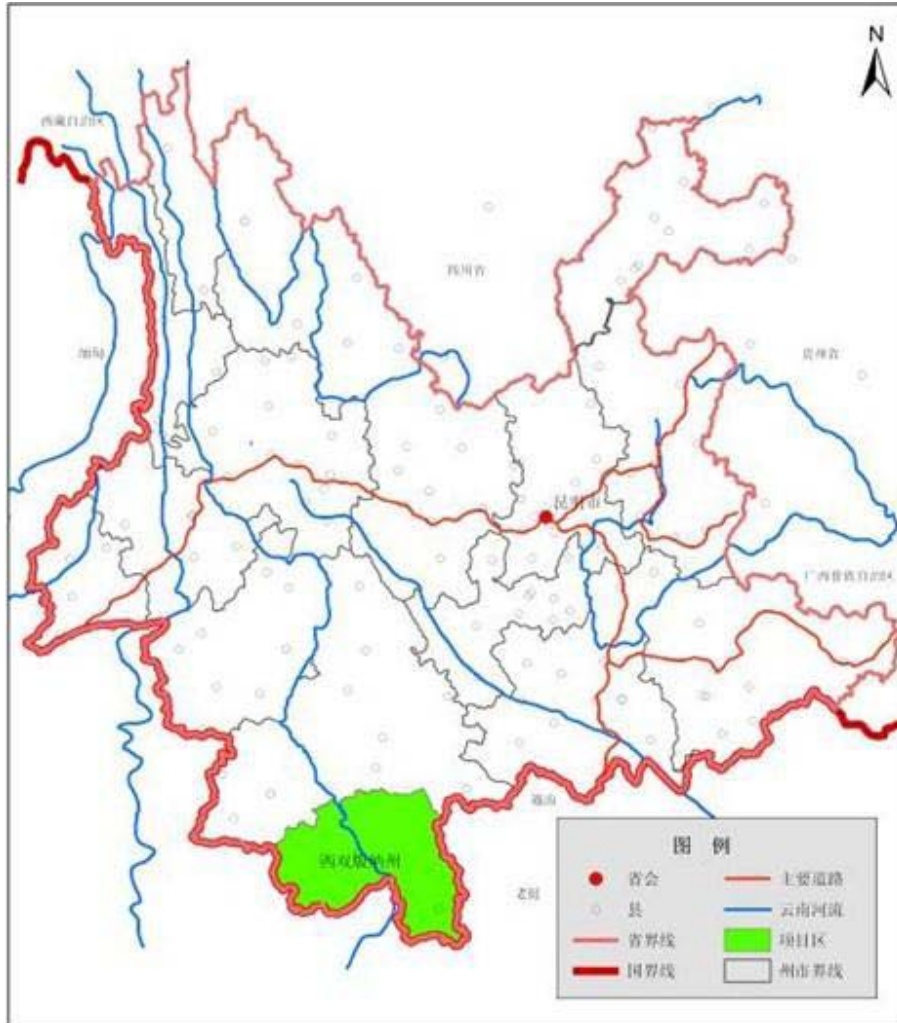 N
西藏自治区
四川省
缅甸
贵州省
昆明市
广西壮族自治区
越南
西双版纳州
老挝
图 例
省会
主要道路
县
云南河流
省界线
项目区
国界线
州市界线